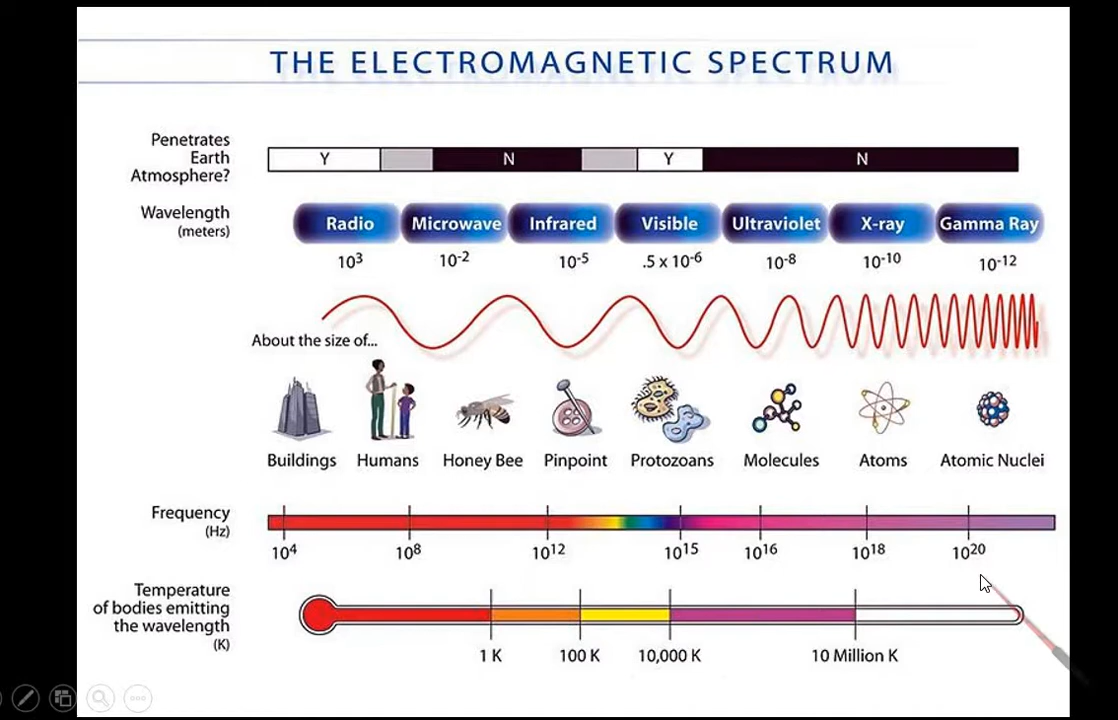 THE ELECTROMAGNETIC SPECTRUM
Penetrates
Earth
Atmosphere?
Y N Y N
Wavelength
(meters)
Radio Microwave Infrared Visible Ultraviolet X-ray Gamma Ray
10³ 10⁻² 10⁻⁵ .5 x 10⁻⁶ 10⁻⁸ 10⁻¹⁰ 10⁻¹²
About the size of...
Buildings Humans Honey Bee Pinpoint Protozoans Molecules Atoms Atomic Nuclei
Frequency
(Hz)
10⁴ 10⁸ 10¹² 10¹⁵ 10¹⁶ 10¹⁸ 10²⁰
Temperature
of bodies emitting
the wavelength
(K)
1 K 100 K 10,000 K 10 Million K